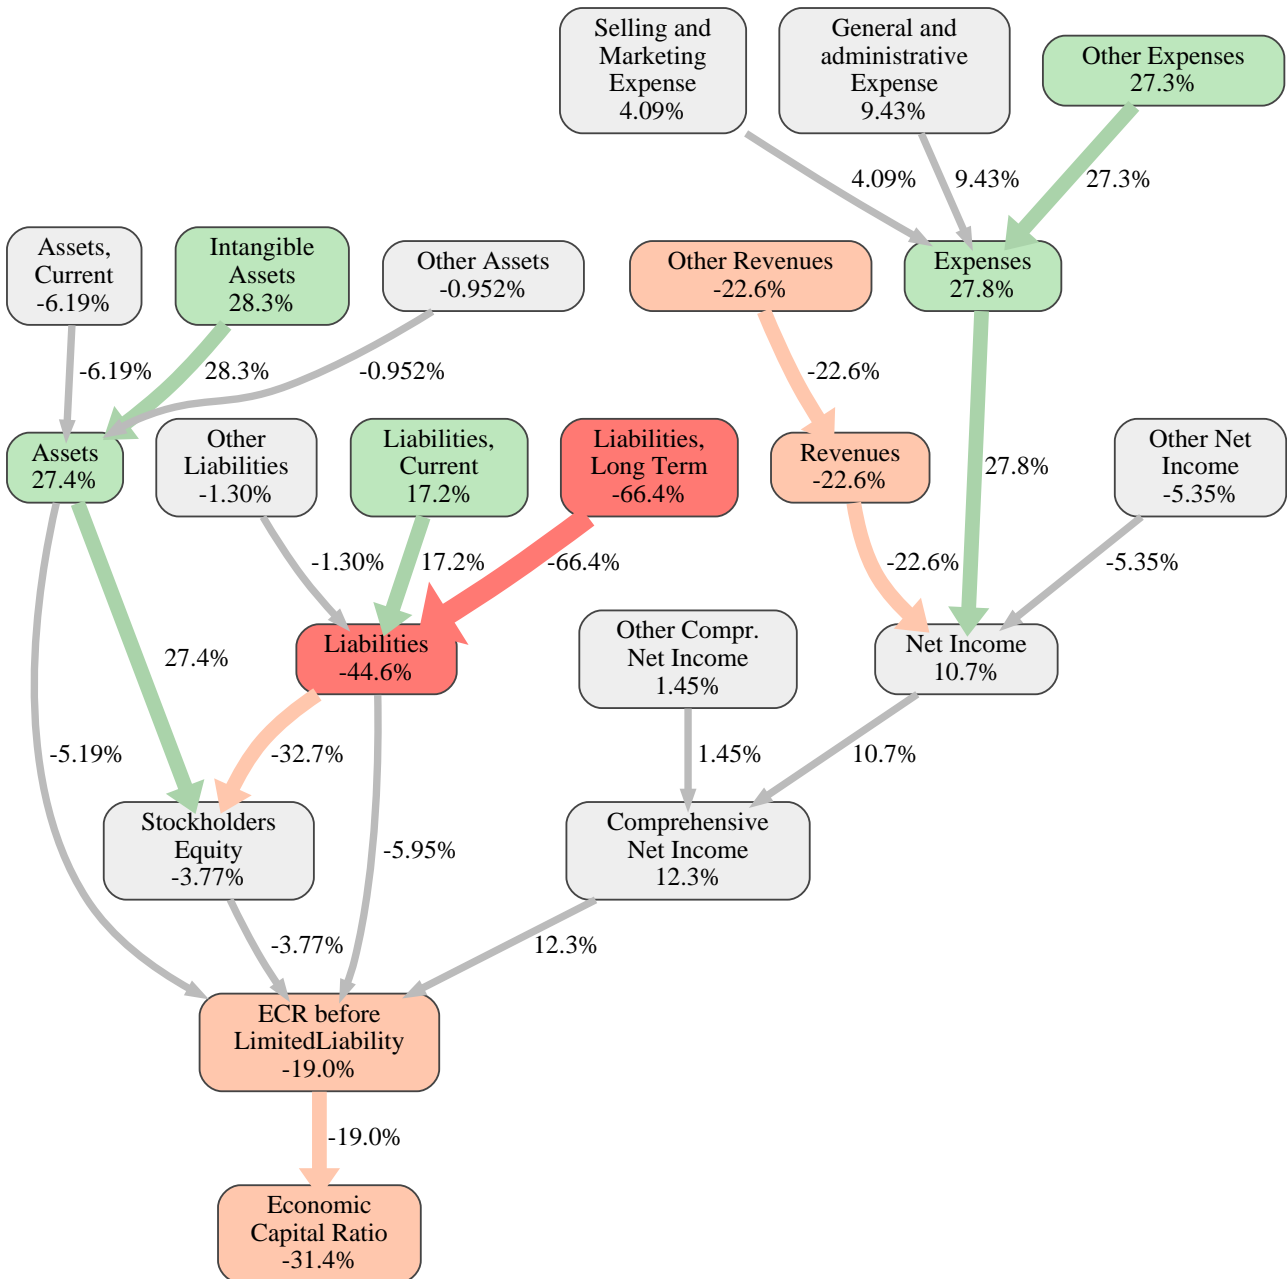 Selling and
Marketing
Expense
4.09%
General and
administrative
Expense
9.43%
Other Expenses
27.3%
4.09%
9.43%
27.3%
Assets,
Current
-6.19%
Intangible
Assets
28.3%
Other Assets
-0.952%
Other Revenues
-22.6%
Expenses
27.8%
-6.19%
28.3%
-0.952%
-22.6%
Assets
27.4%
Other
Liabilities
-1.30%
Liabilities,
Current
17.2%
Liabilities,
Long Term
-66.4%
Revenues
-22.6%
27.8%
Other Net
Income
-5.35%
-1.30%
17.2%
-66.4%
-22.6%
-5.35%
27.4%
Liabilities
-44.6%
Other Compr.
Net Income
1.45%
Net Income
10.7%
-5.19%
-32.7%
1.45%
10.7%
Stockholders
Equity
-3.77%
-5.95%
Comprehensive
Net Income
12.3%
-3.77%
12.3%
ECR before
LimitedLiability
-19.0%
-19.0%
Economic
Capital Ratio
-31.4%